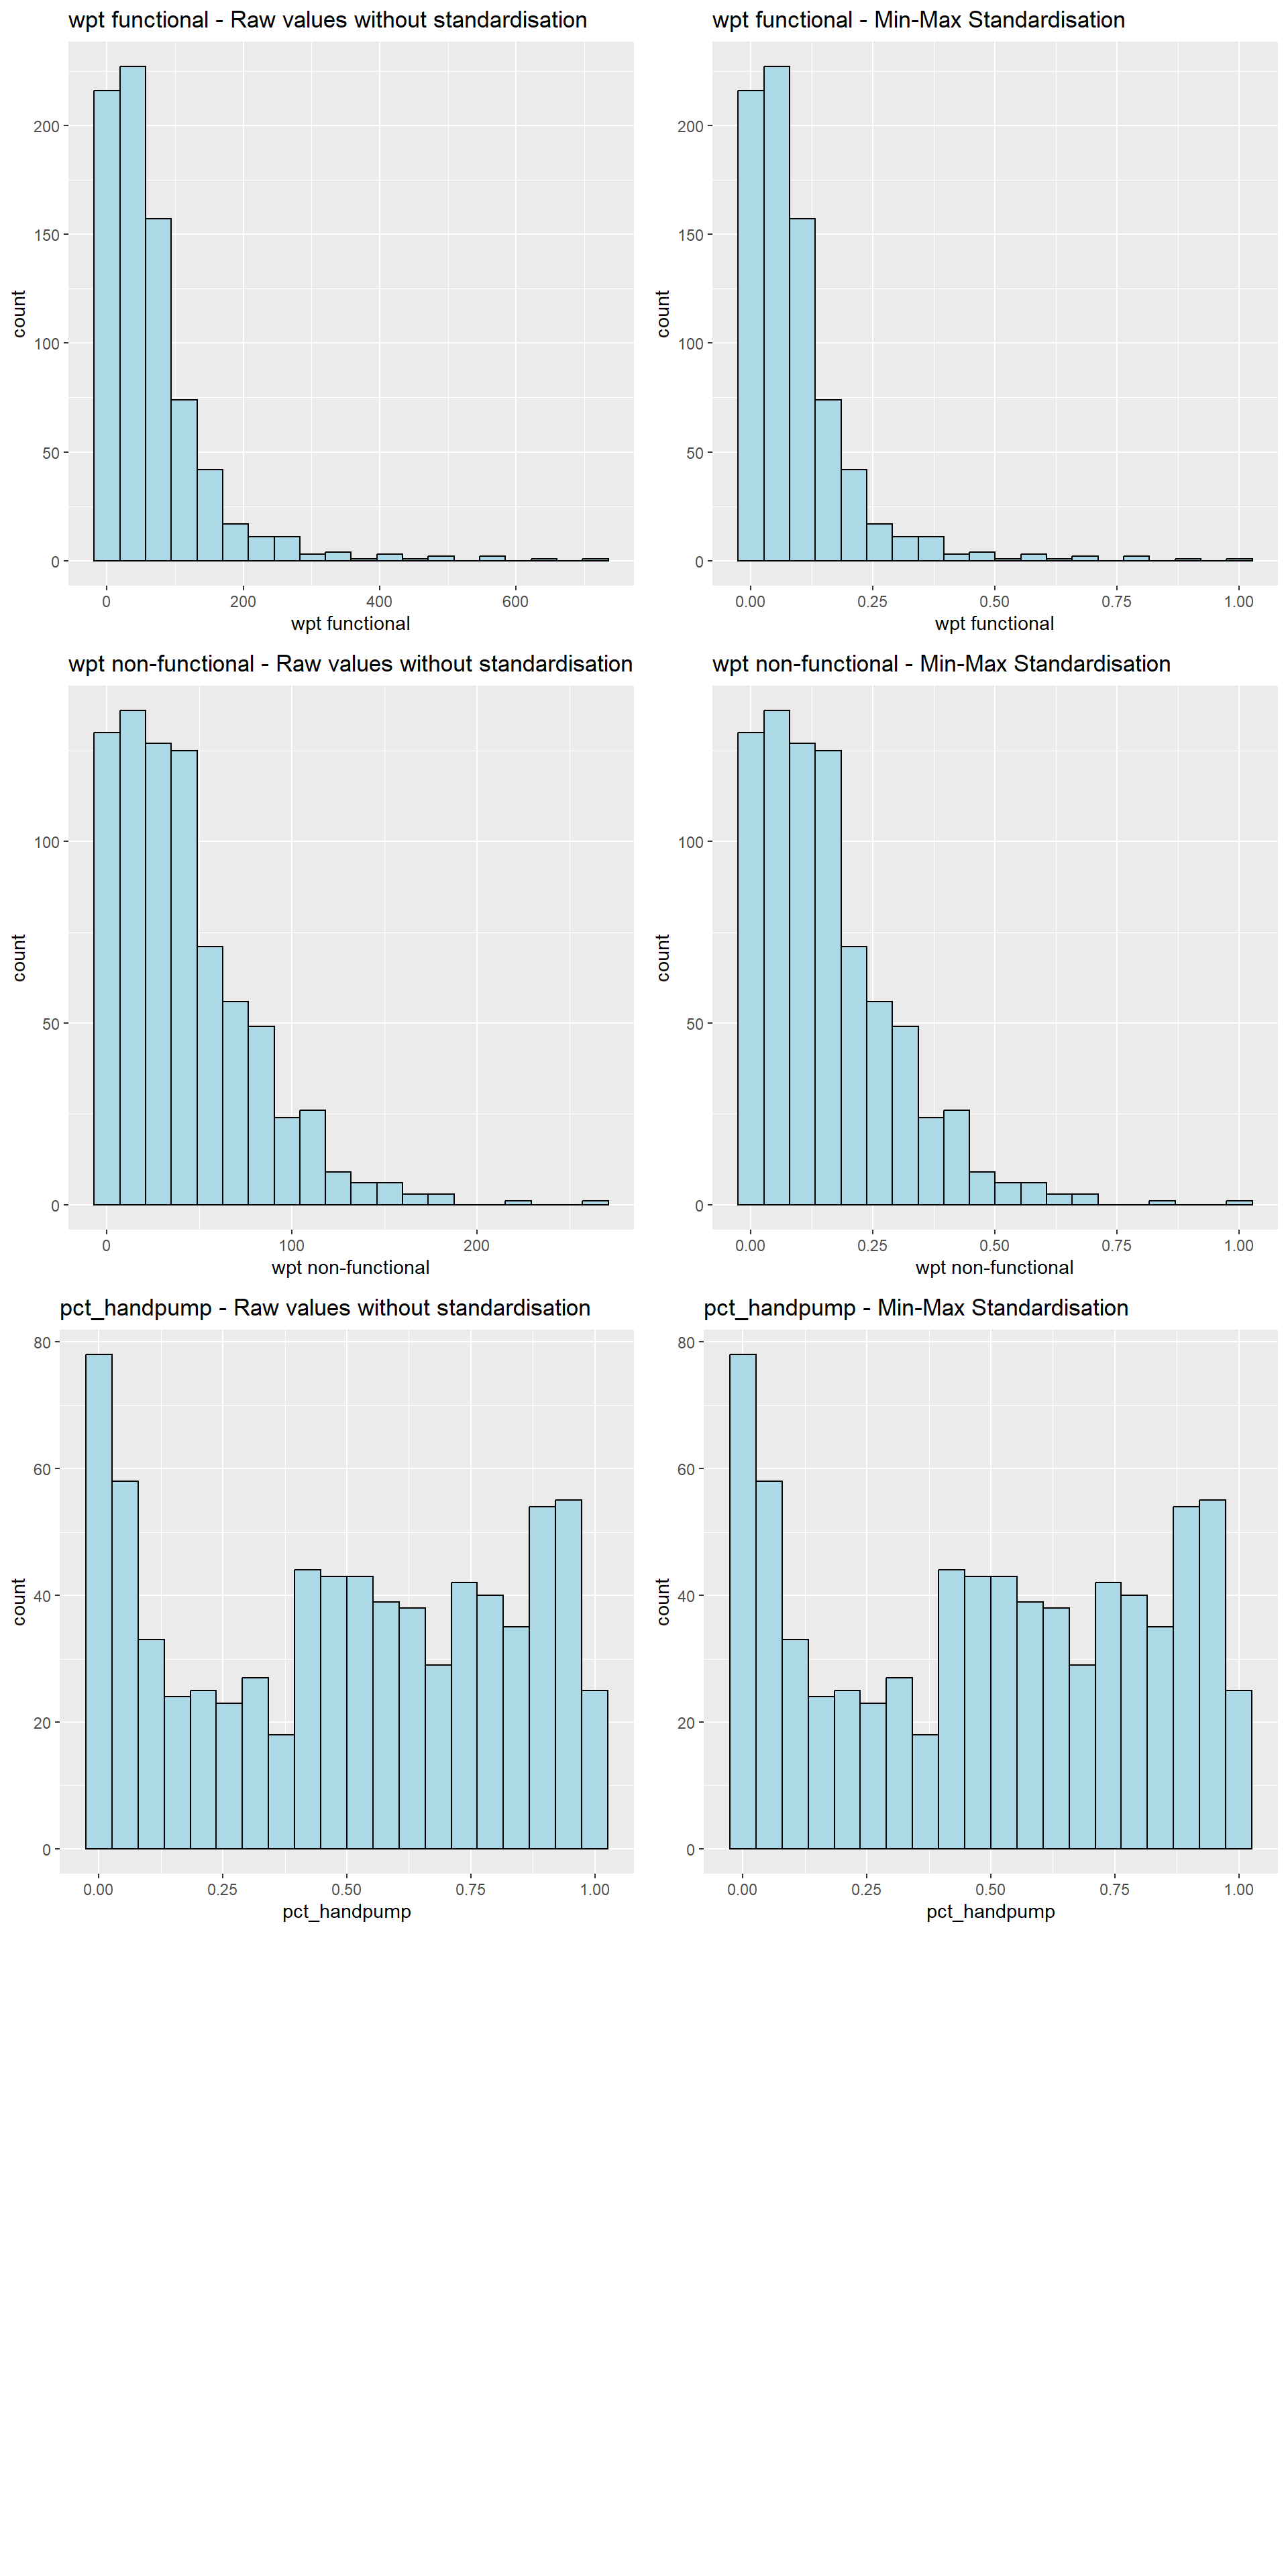 wpt functional - Raw values without standardisation
count
200
150
100
50
0
0 200 400 600
wpt functional
wpt functional - Min-Max Standardisation
count
200
150
100
50
0
0.00 0.25 0.50 0.75 1.00
wpt functional
wpt non-functional - Raw values without standardisation
count
100
50
0
0 100 200
wpt non-functional
wpt non-functional - Min-Max Standardisation
count
100
50
0
0.00 0.25 0.50 0.75 1.00
wpt non-functional
pct_handpump - Raw values without standardisation
count
80
60
40
20
0
0.00 0.25 0.50 0.75 1.00
pct_handpump
pct_handpump - Min-Max Standardisation
count
80
60
40
20
0
0.00 0.25 0.50 0.75 1.00
pct_handpump